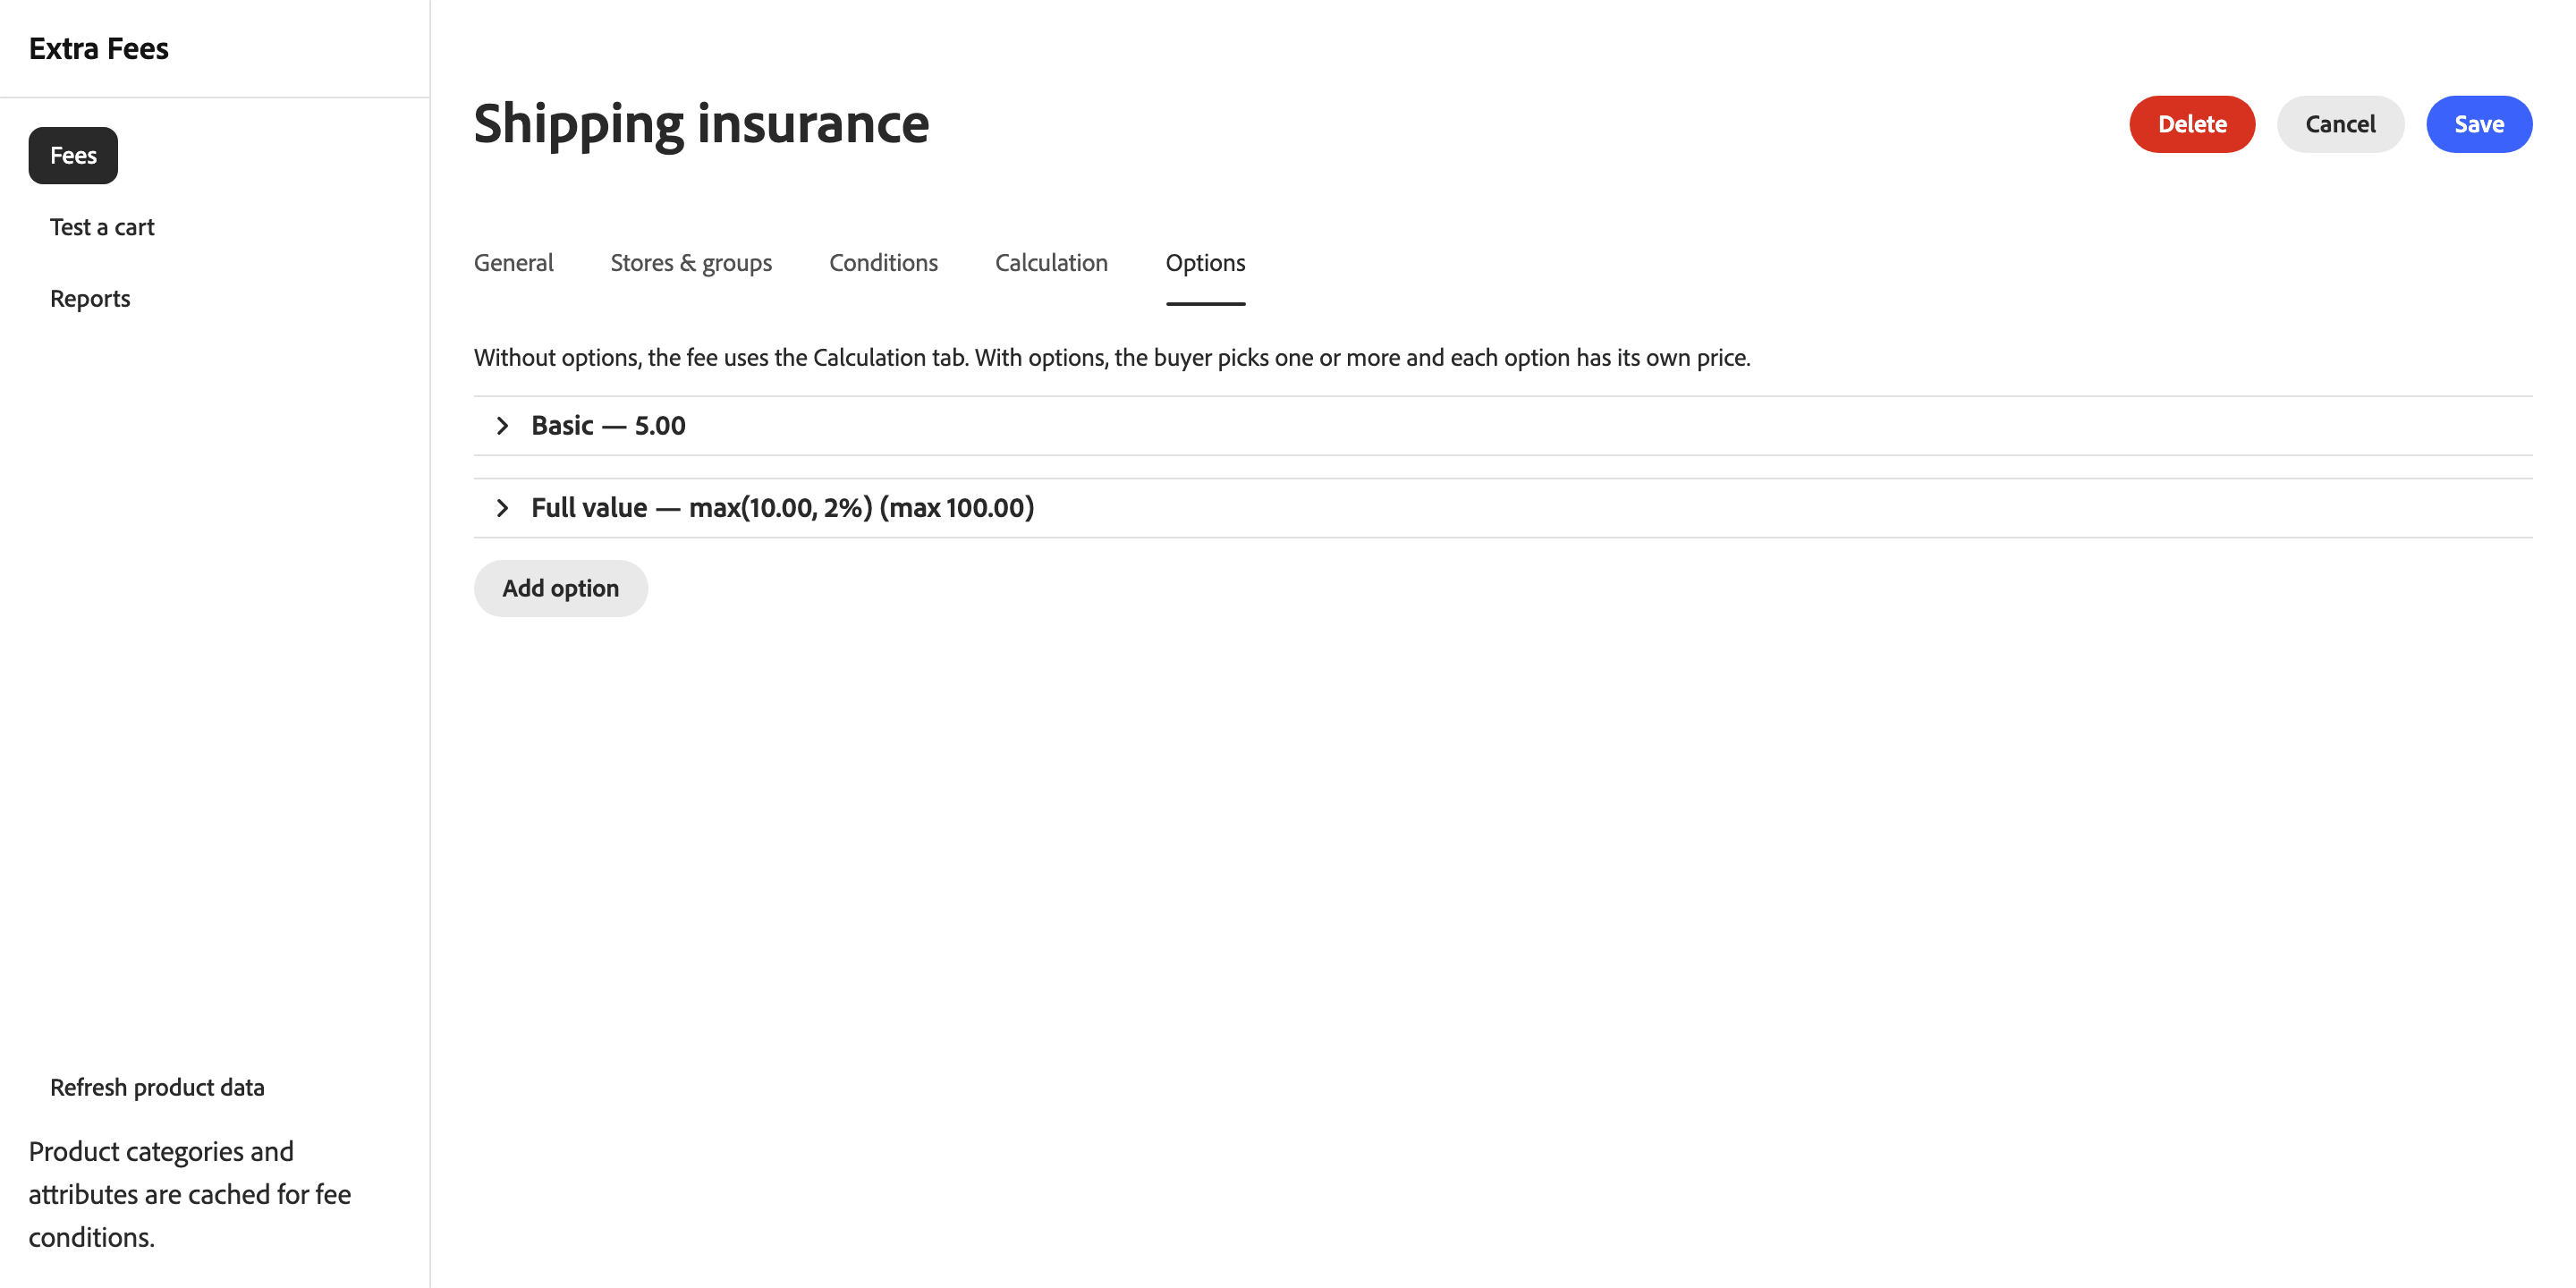 Extra Fees
Fees
Test a cart
Reports
Refresh product data
Product categories and
attributes are cached for fee
conditions.
Shipping insurance
Delete
Cancel
Save
General
Stores & groups
Conditions
Calculation
Options
Without options, the fee uses the Calculation tab. With options, the buyer picks one or more and each option has its own price.
Basic — 5.00
Full value — max(10.00, 2%) (max 100.00)
Add option